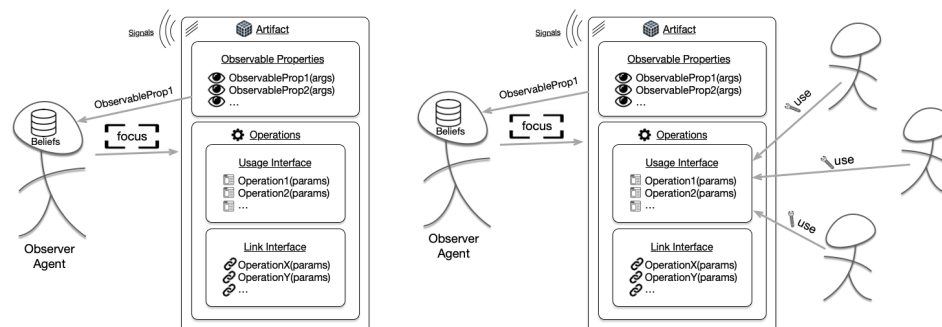 Signals
Artifact
Observable Properties
ObservableProp1(args)
ObservableProp2(args)
...
ObservableProp1
Beliefs
focus
Operations
Usage Interface
Operation1(params)
Operation2(params)
...
Observer
Agent
Link Interface
OperationX(params)
OperationY(params)
...
Signals
Artifact
Observable Properties
ObservableProp1(args)
ObservableProp2(args)
...
ObservableProp1
Beliefs
focus
Operations
Usage Interface
Operation1(params)
Operation2(params)
...
use
use
use
Observer
Agent
Link Interface
OperationX(params)
OperationY(params)
...